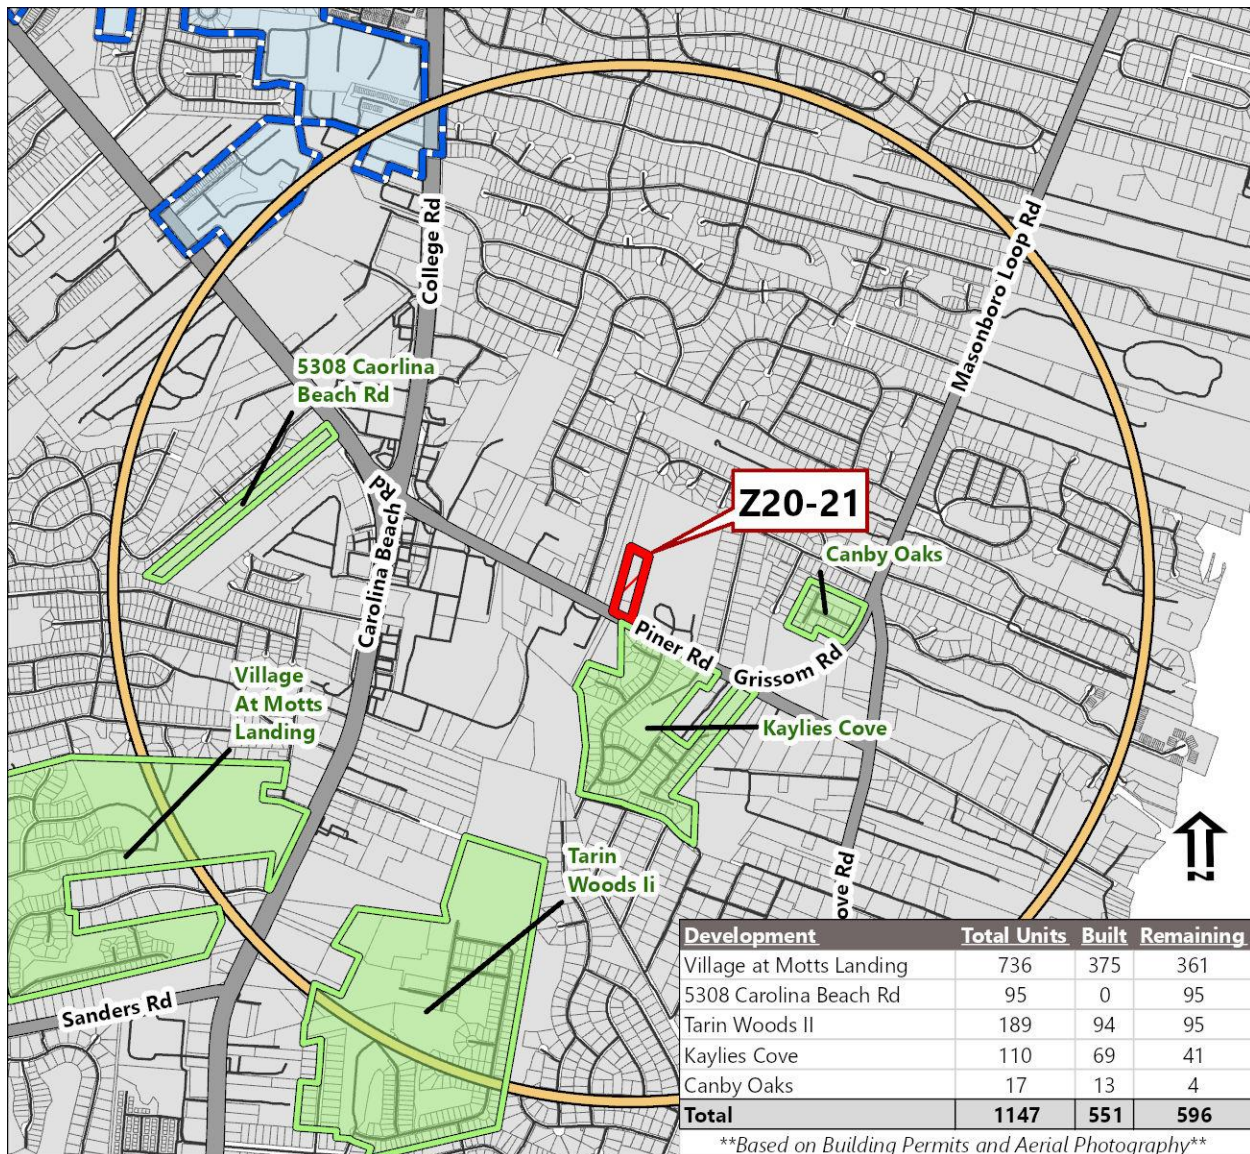 College Rd
Masonboro Loop Rd
5308 Caorlina
Beach Rd
Rd
Carolina Beach
Z20-21
Canby Oaks
Piner Rd
Grissom Rd
Village
At Motts
Landing
Kaylies Cove
Tarin
Woods Ii
ove Rd
Sanders Rd
N
Development Total Units Built Remaining
Village at Motts Landing 736 375 361
5308 Carolina Beach Rd 95 0 95
Tarin Woods II 189 94 95
Kaylies Cove 110 69 41
Canby Oaks 17 13 4
Total 1147 551 596
**Based on Building Permits and Aerial Photography**